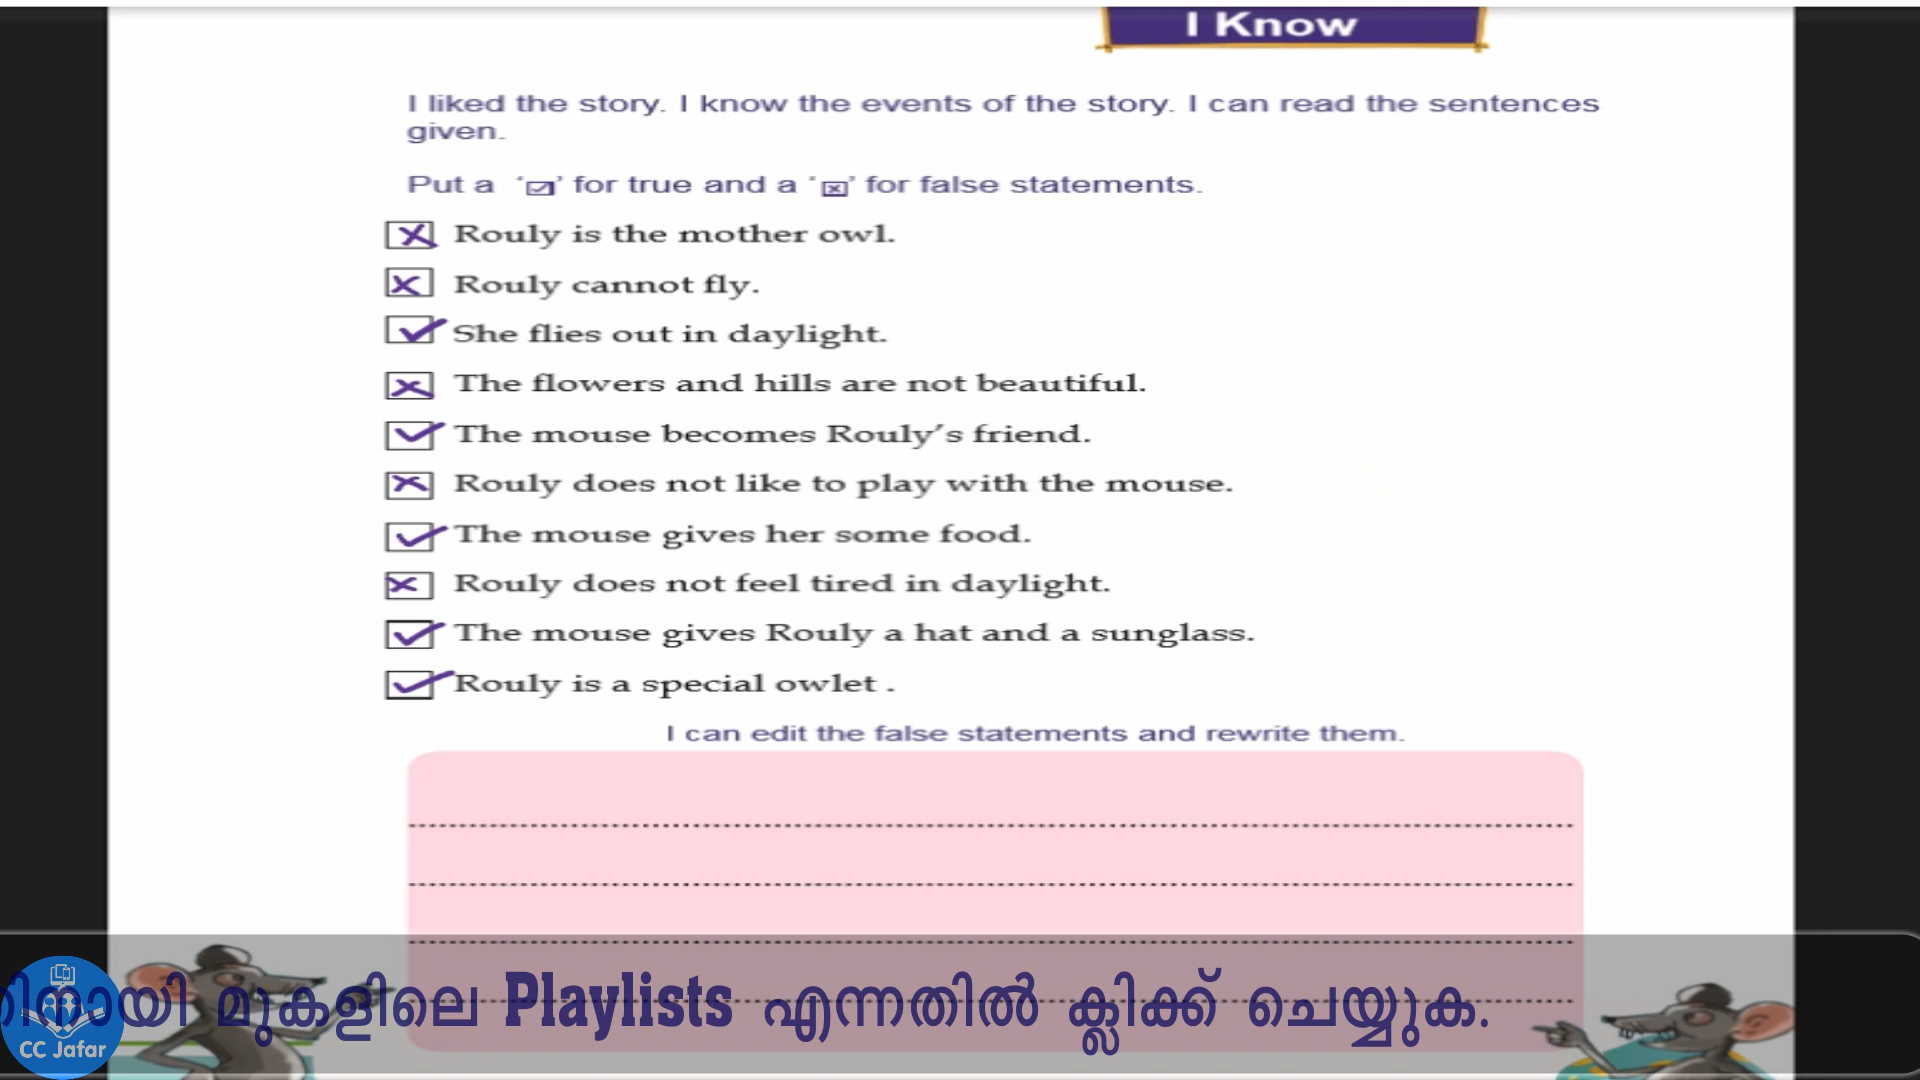 I Know
I liked the story. I know the events of the story. I can read the sentences
given.
Put a ‘☑’ for true and a ‘☒’ for false statements.
☒ Rouly is the mother owl.
☒ Rouly cannot fly.
☑ She flies out in daylight.
☒ The flowers and hills are not beautiful.
☑ The mouse becomes Rouly’s friend.
☒ Rouly does not like to play with the mouse.
☑ The mouse gives her some food.
☒ Rouly does not feel tired in daylight.
☑ The mouse gives Rouly a hat and a sunglass.
☑ Rouly is a special owlet .
I can edit the false statements and rewrite them.
മുകളിലെ Playlists എന്നതിൽ ക്ലിക്ക് ചെയ്യുക.
CC Jafar